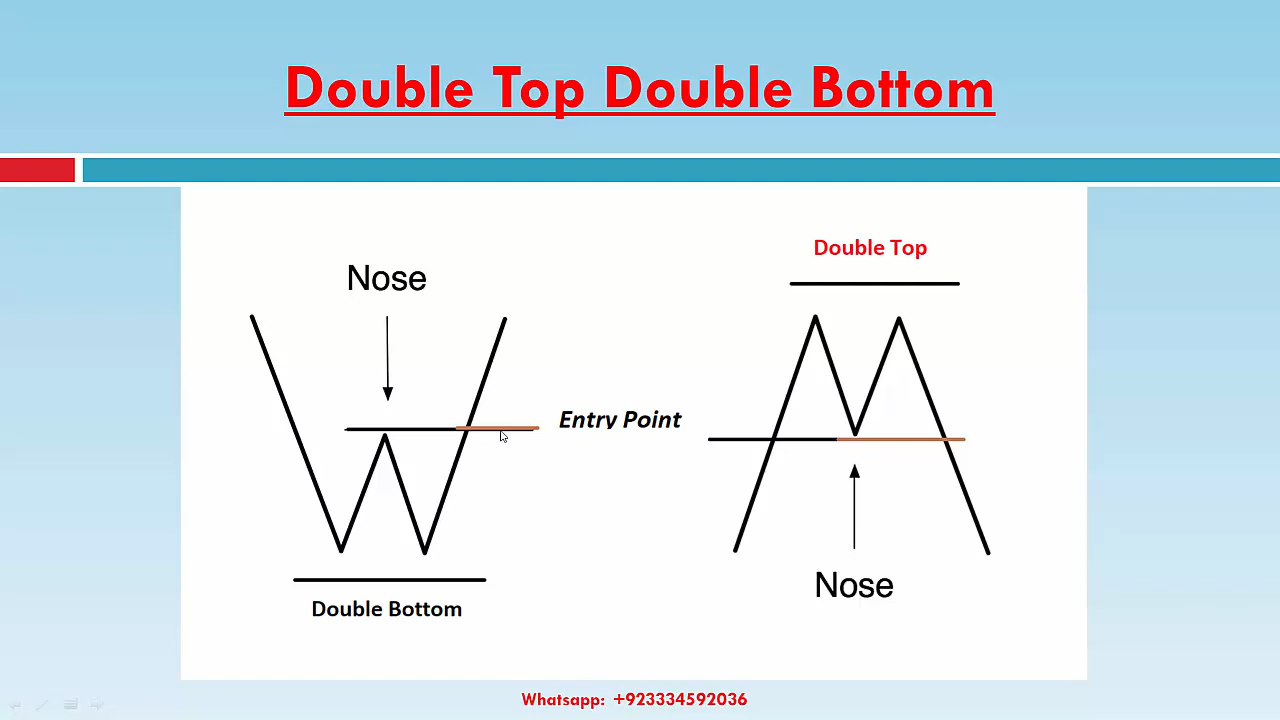 Double Top Double Bottom
Double Top
Nose
Entry Point
Nose
Double Bottom
Whatsapp: +923334592036